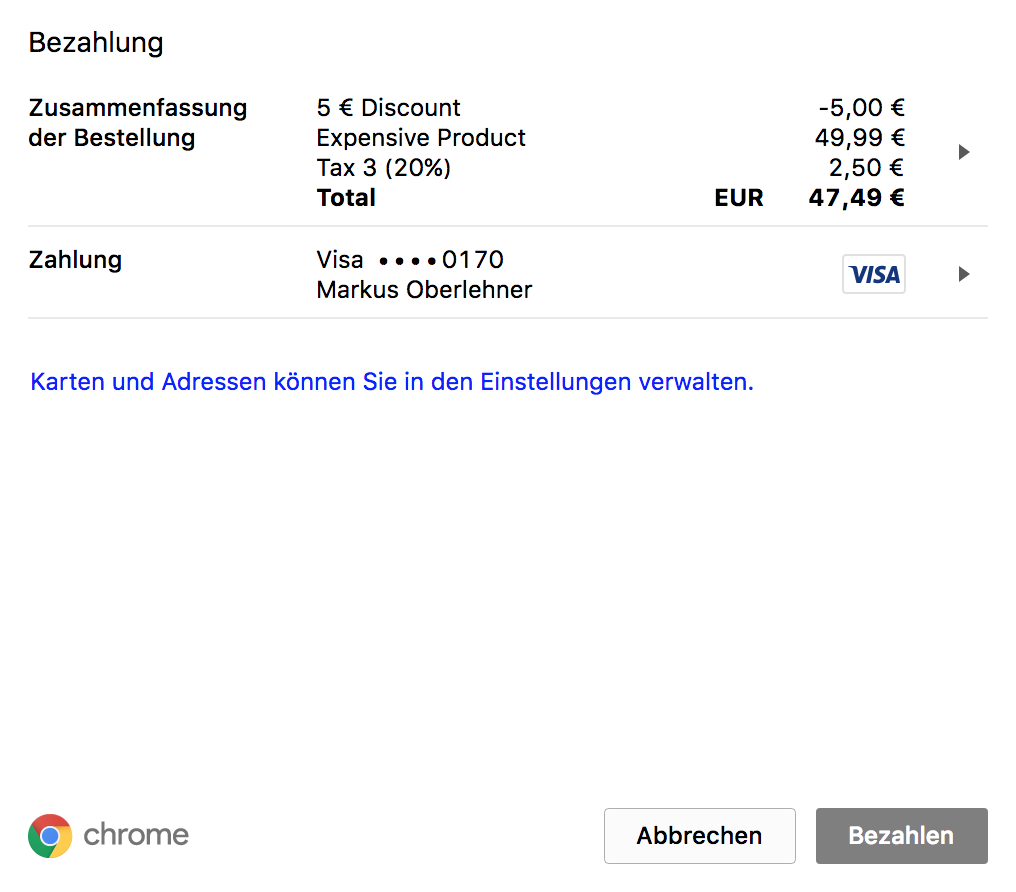 Bezahlung
Zusammenfassung der Bestellung
5 € Discount -5,00 €
Expensive Product 49,99 €
Tax 3 (20%) 2,50 €
Total EUR 47,49 €
Zahlung
Visa ••••0170
Markus Oberlehner
VISA
Karten und Adressen können Sie in den Einstellungen verwalten.
chrome
Abbrechen
Bezahlen